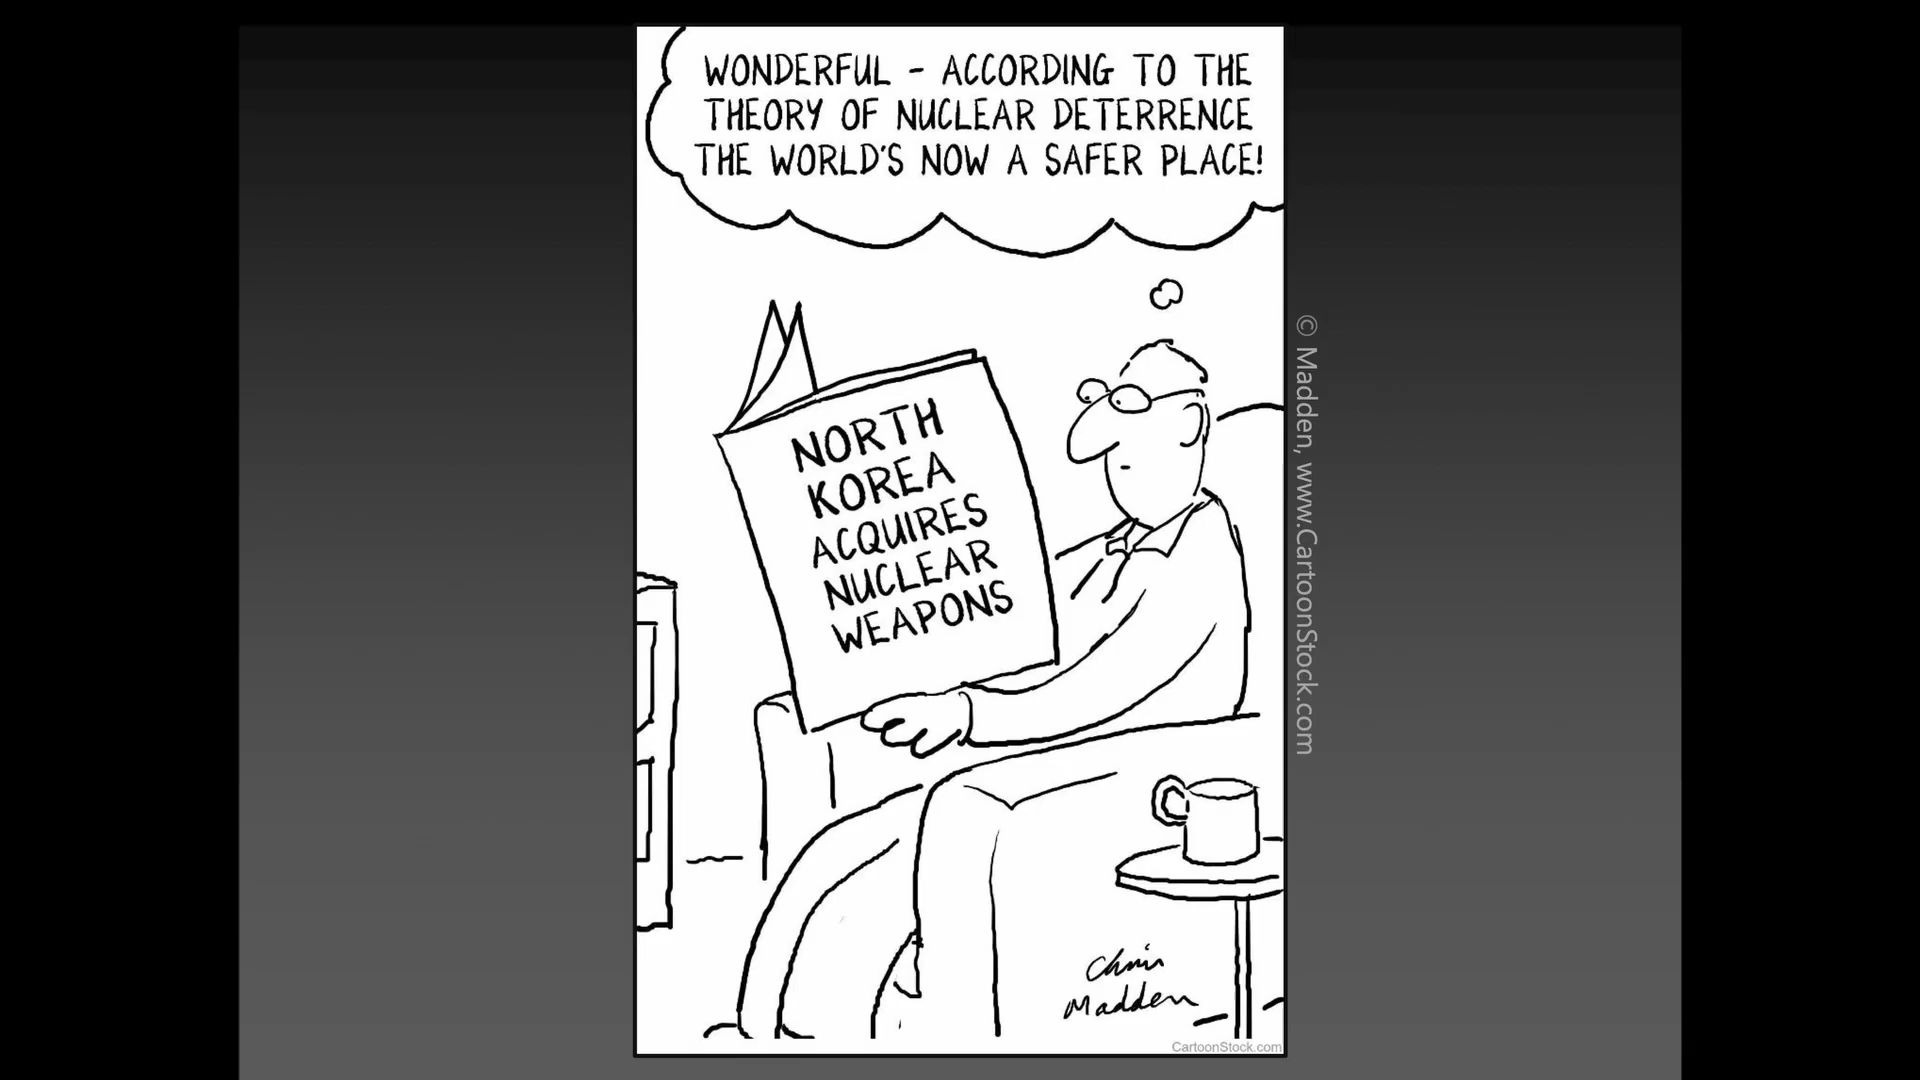 WONDERFUL - ACCORDING TO THE
THEORY OF NUCLEAR DETERRENCE
THE WORLD'S NOW A SAFER PLACE!
NORTH
KOREA
ACQUIRES
NUCLEAR
WEAPONS
© Madden, www.CartoonStock.com
Chris
Madden
CartoonStock.com